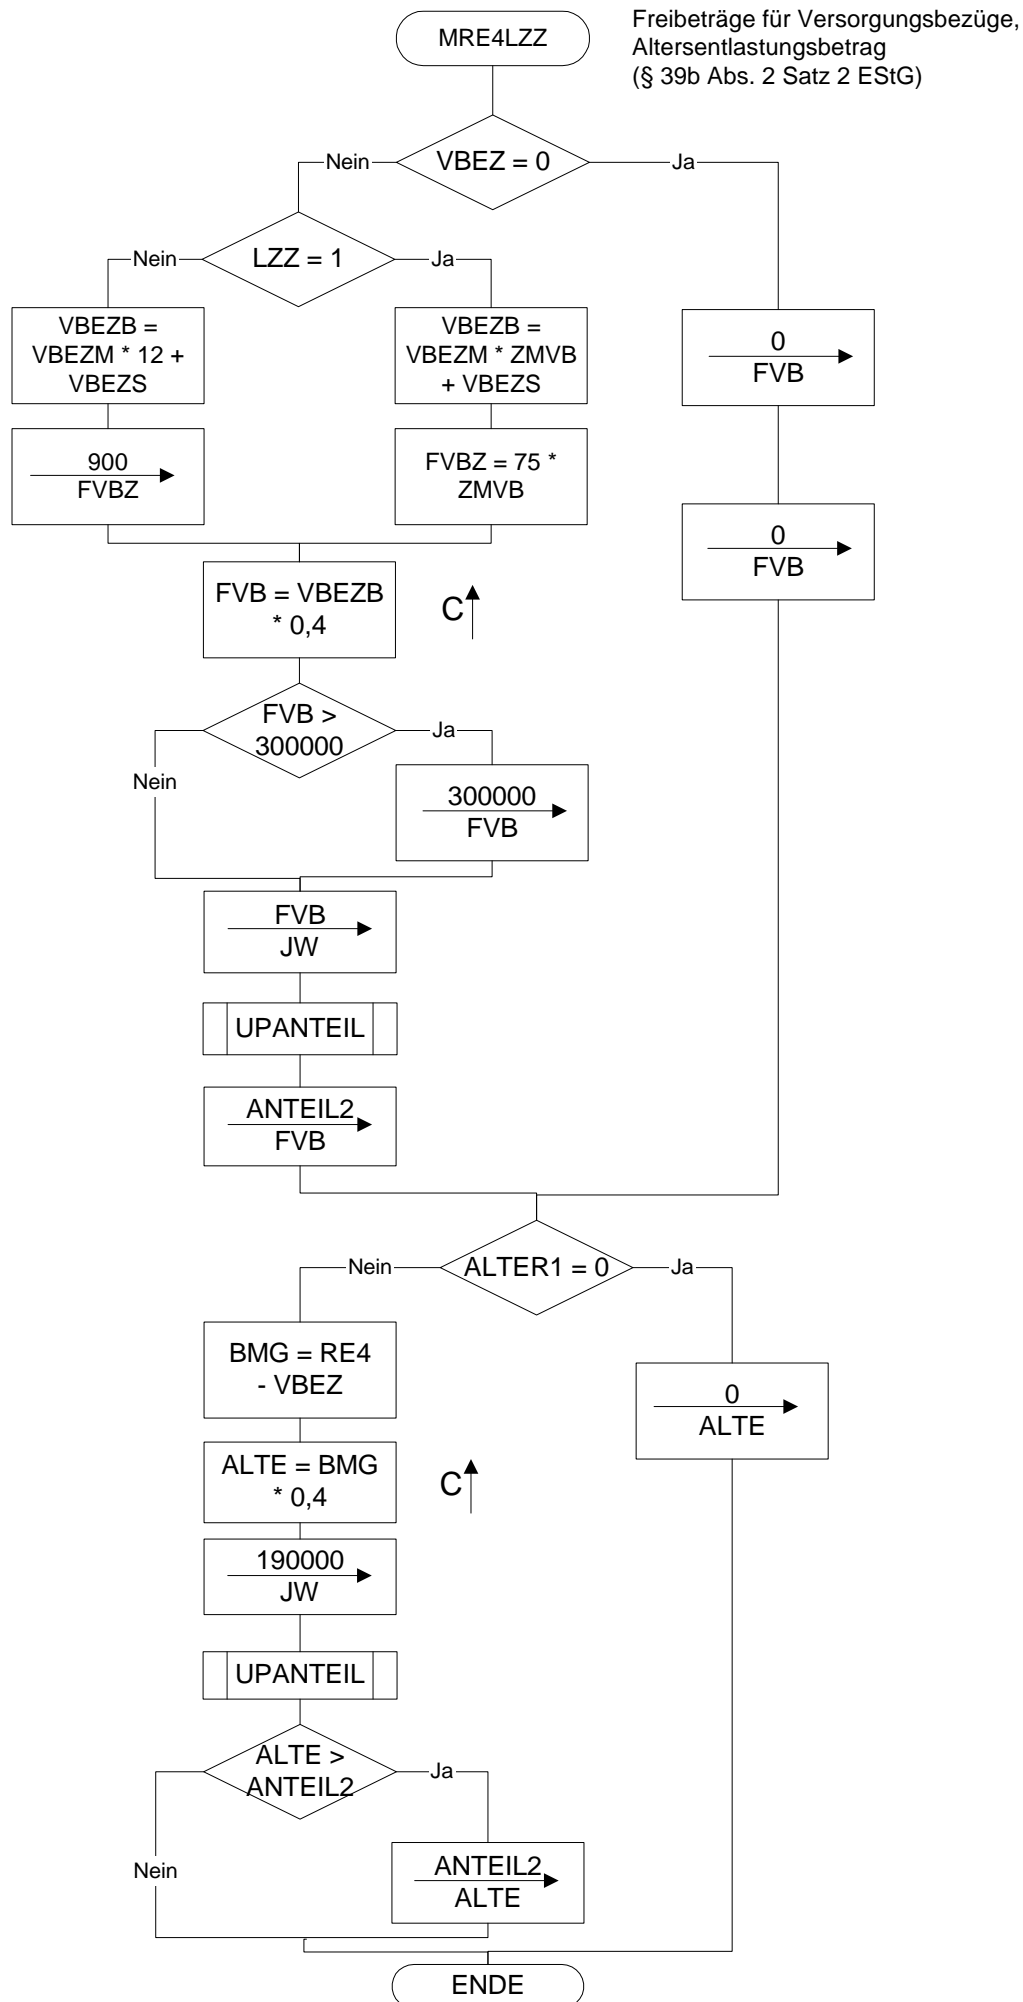 MRE4LZZ
Freibeträge für Versorgungsbezüge,
Altersentlastungsbetrag
(§ 39b Abs. 2 Satz 2 EStG)
Nein
VBEZ = 0
Ja
Nein
LZZ = 1
Ja
VBEZB =
VBEZM * 12 +
VBEZS
VBEZB =
VBEZM * ZMVB
+ VBEZS
0
FVB
900
FVBZ
FVBZ = 75 *
ZMVB
0
FVB
FVB = VBEZB
* 0,4
C
FVB >
300000
Ja
Nein
300000
FVB
FVB
JW
UPANTEIL
ANTEIL2
FVB
Nein
ALTER1 = 0
Ja
BMG = RE4
- VBEZ
0
ALTE
ALTE = BMG
* 0,4
C
190000
JW
UPANTEIL
ALTE >
ANTEIL2
Ja
Nein
ANTEIL2
ALTE
ENDE